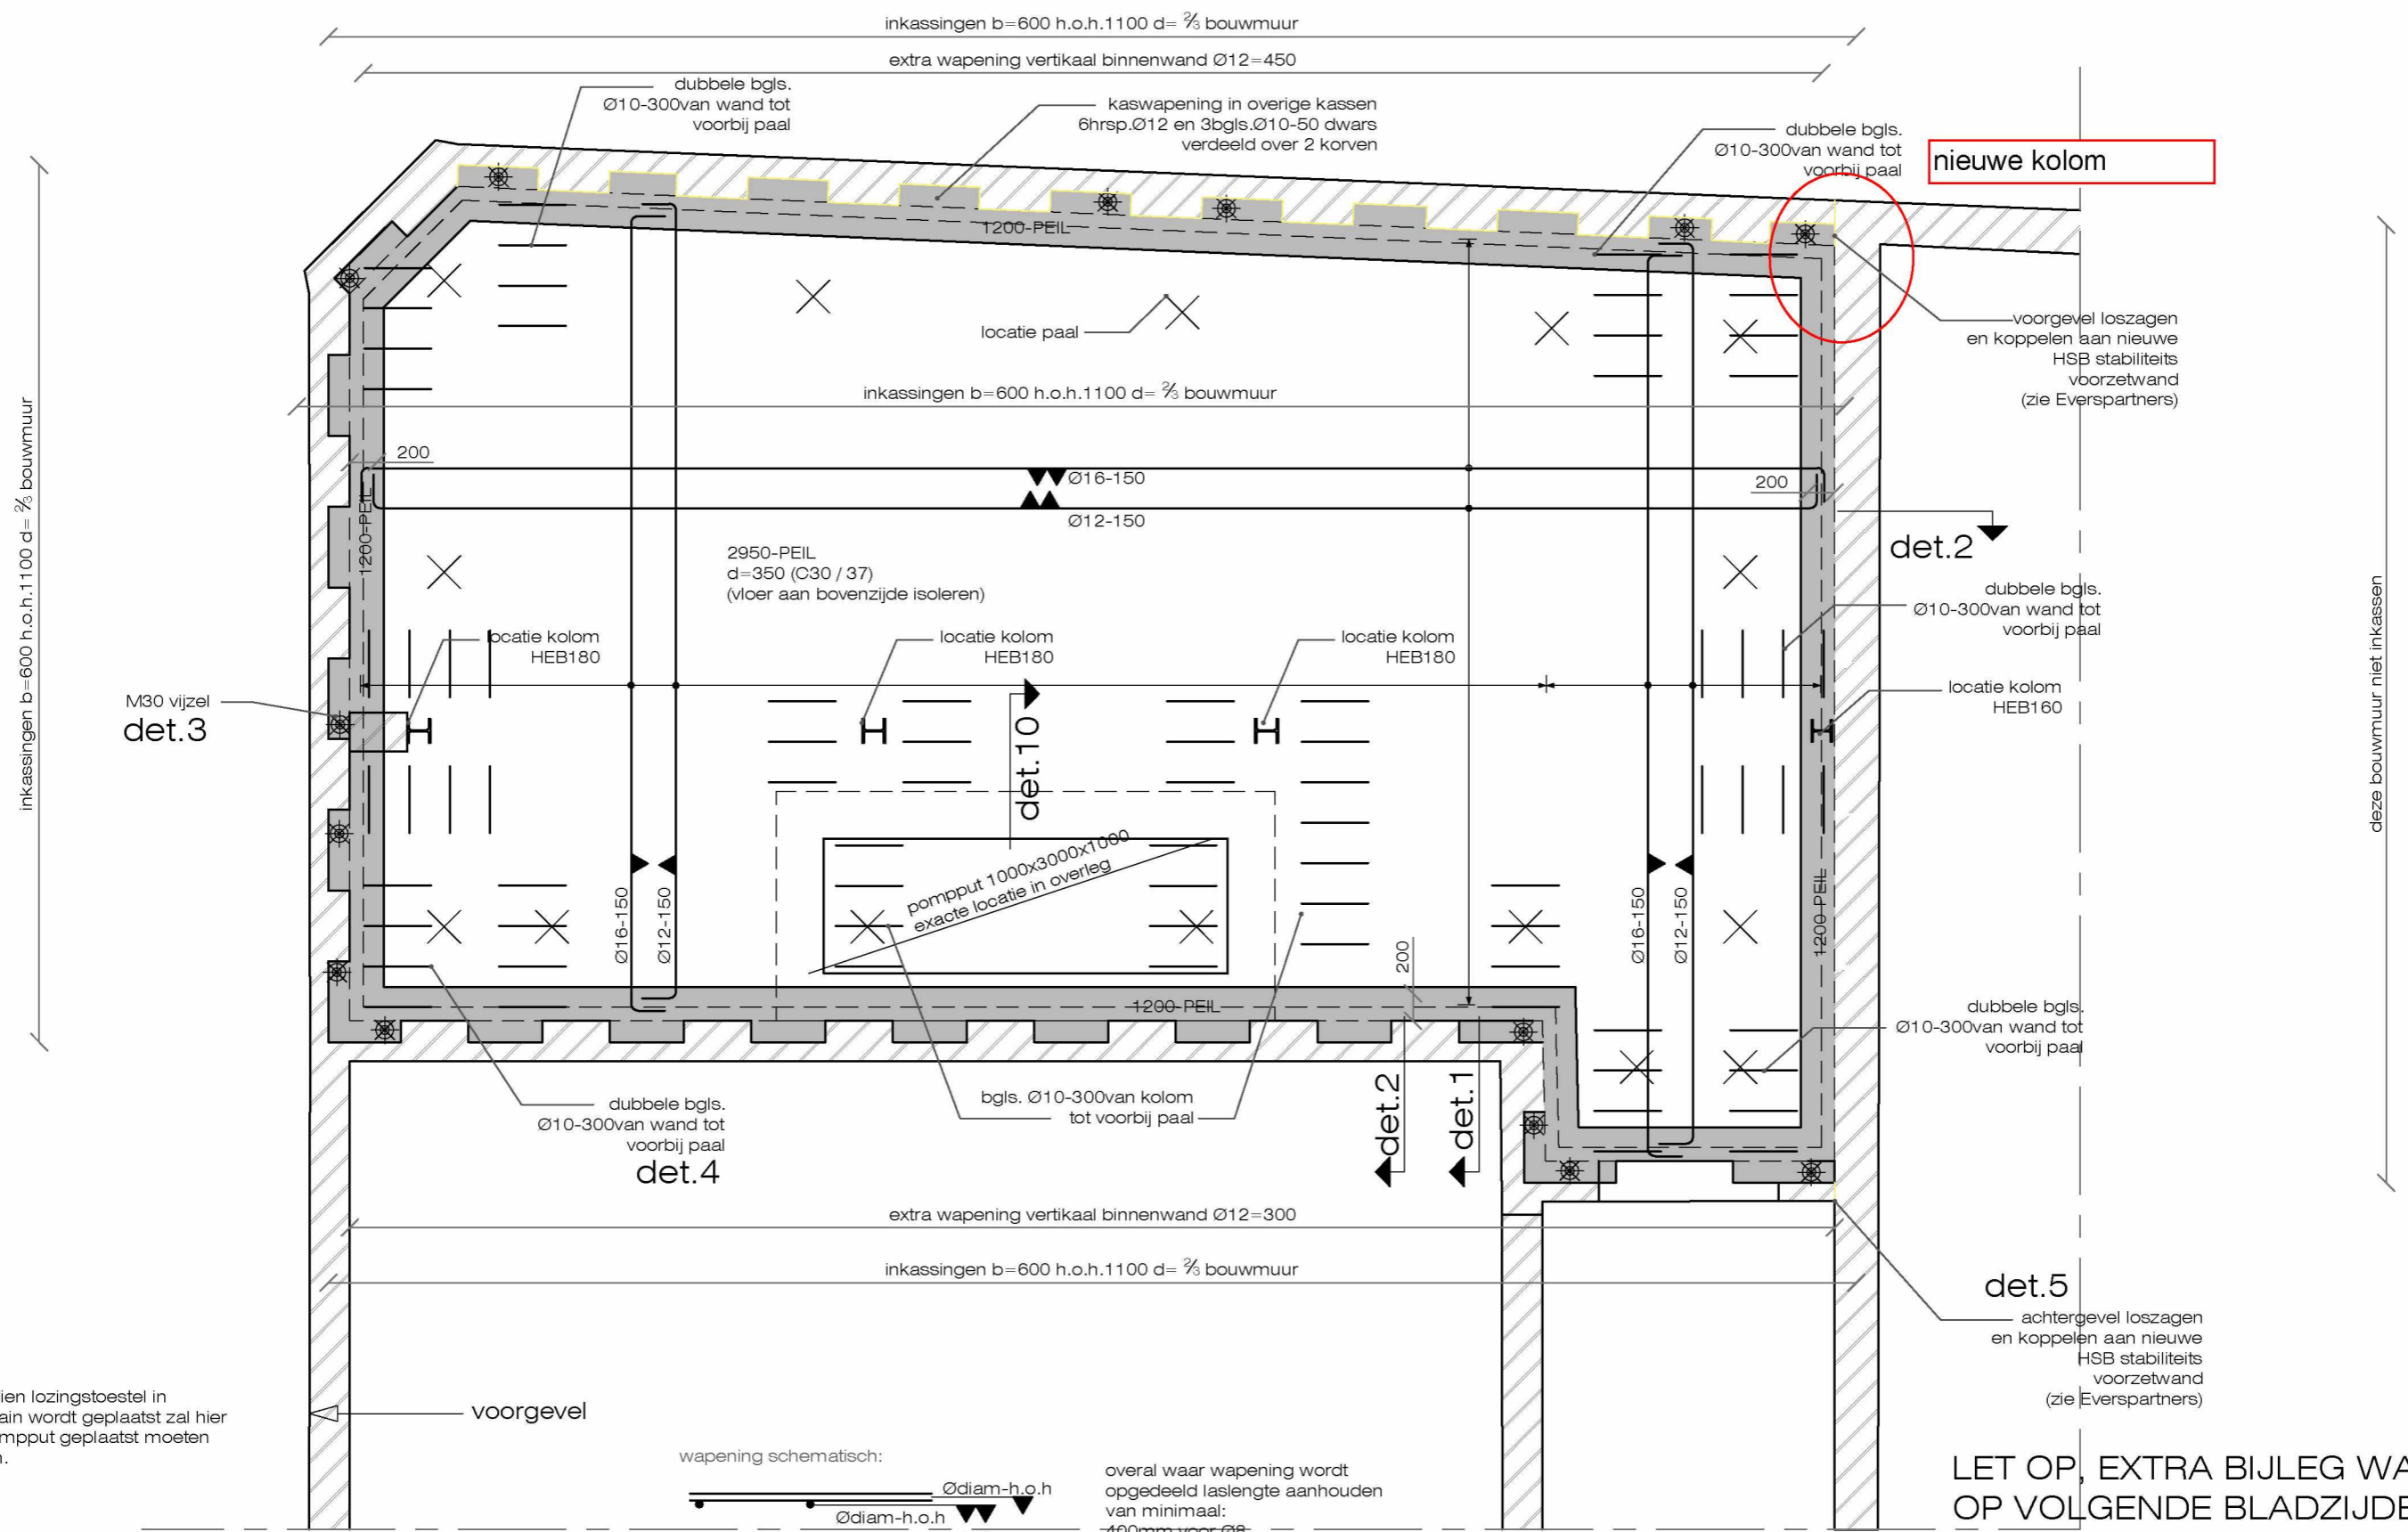 inkassingen b=600 h.o.h.1100 d= ⅔ bouwmuur
extra wapening vertikaal binnenwand Ø12=450
dubbele bgls.
Ø10-300van wand tot
voorbij paal
kaswapening in overige kassen
6hrsp.Ø12 en 3bgls.Ø10-50 dwars
verdeeld over 2 korven
dubbele bgls.
Ø10-300van wand tot
voorbij paal
nieuwe kolom
1200-PEIL
locatie paal
voorgevel loszagen
en koppelen aan nieuwe
HSB stabiliteits
voorzetwand
(zie Everspartners)
inkassingen b=600 h.o.h.1100 d= ⅔ bouwmuur
inkassingen b=600 h.o.h.1100 d= ⅔ bouwmuur
200
1200-PEIL
Ø16-150
Ø12-150
200
det.2
2950-PEIL
d=350 (C30 / 37)
(vloer aan bovenzijde isoleren)
dubbele bgls.
Ø10-300van wand tot
voorbij paal
deze bouwmuur niet inkassen
locatie kolom
HEB180
locatie kolom
HEB180
locatie kolom
HEB180
locatie kolom
HEB160
M30 vijzel
det.3
det.10
pompput 1000x3000x1000
exacte locatie in overleg
Ø16-150
Ø12-150
Ø16-150
Ø12-150
1200-PEIL
200
1200-PEIL
dubbele bgls.
Ø10-300van wand tot
voorbij paal
dubbele bgls.
Ø10-300van wand tot
voorbij paal
det.4
bgls. Ø10-300van kolom
tot voorbij paal
det.2
det.1
extra wapening vertikaal binnenwand Ø12=300
inkassingen b=600 h.o.h.1100 d= ⅔ bouwmuur
det.5
achtergevel loszagen
en koppelen aan nieuwe
HSB stabiliteits
voorzetwand
(zie Everspartners)
ien lozingstoestel in
ain wordt geplaatst zal hier
mpput geplaatst moeten
voorgevel
wapening schematisch:
Ødiam-h.o.h
Ødiam-h.o.h
overal waar wapening wordt
opgedeeld laslengte aanhouden
van minimaal:
400mm voor Ø8
LET OP, EXTRA BIJLEG WA
OP VOLGENDE BLADZIJDE